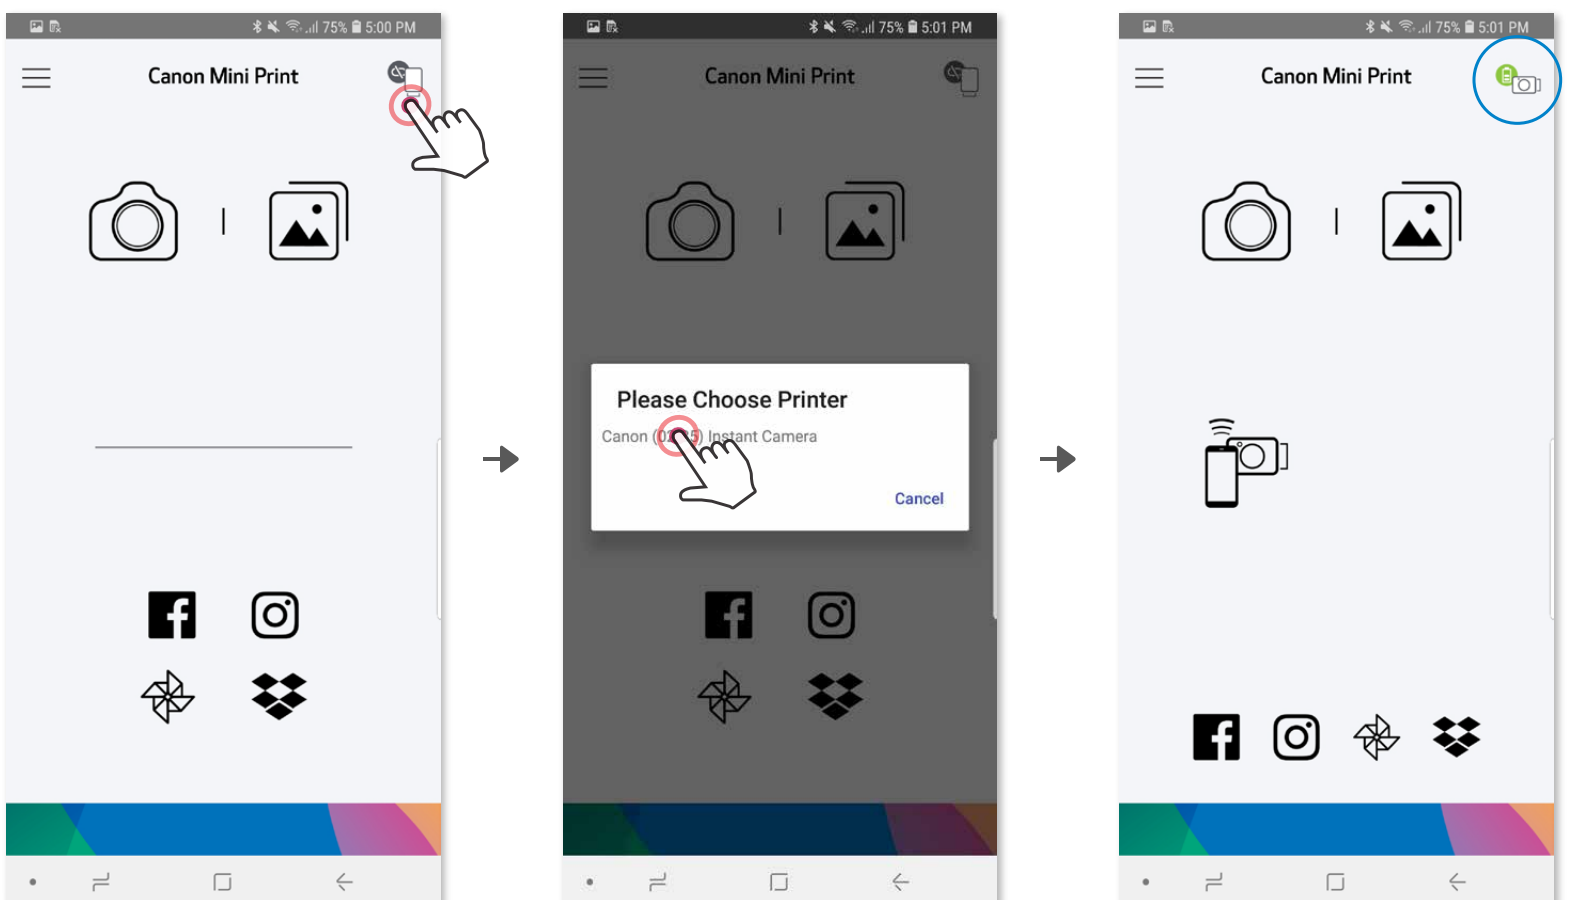 75% 5:00 PM
Canon Mini Print
75% 5:01 PM
Canon Mini Print
Please Choose Printer
Canon ( ) Instant Camera
Cancel
75% 5:01 PM
Canon Mini Print